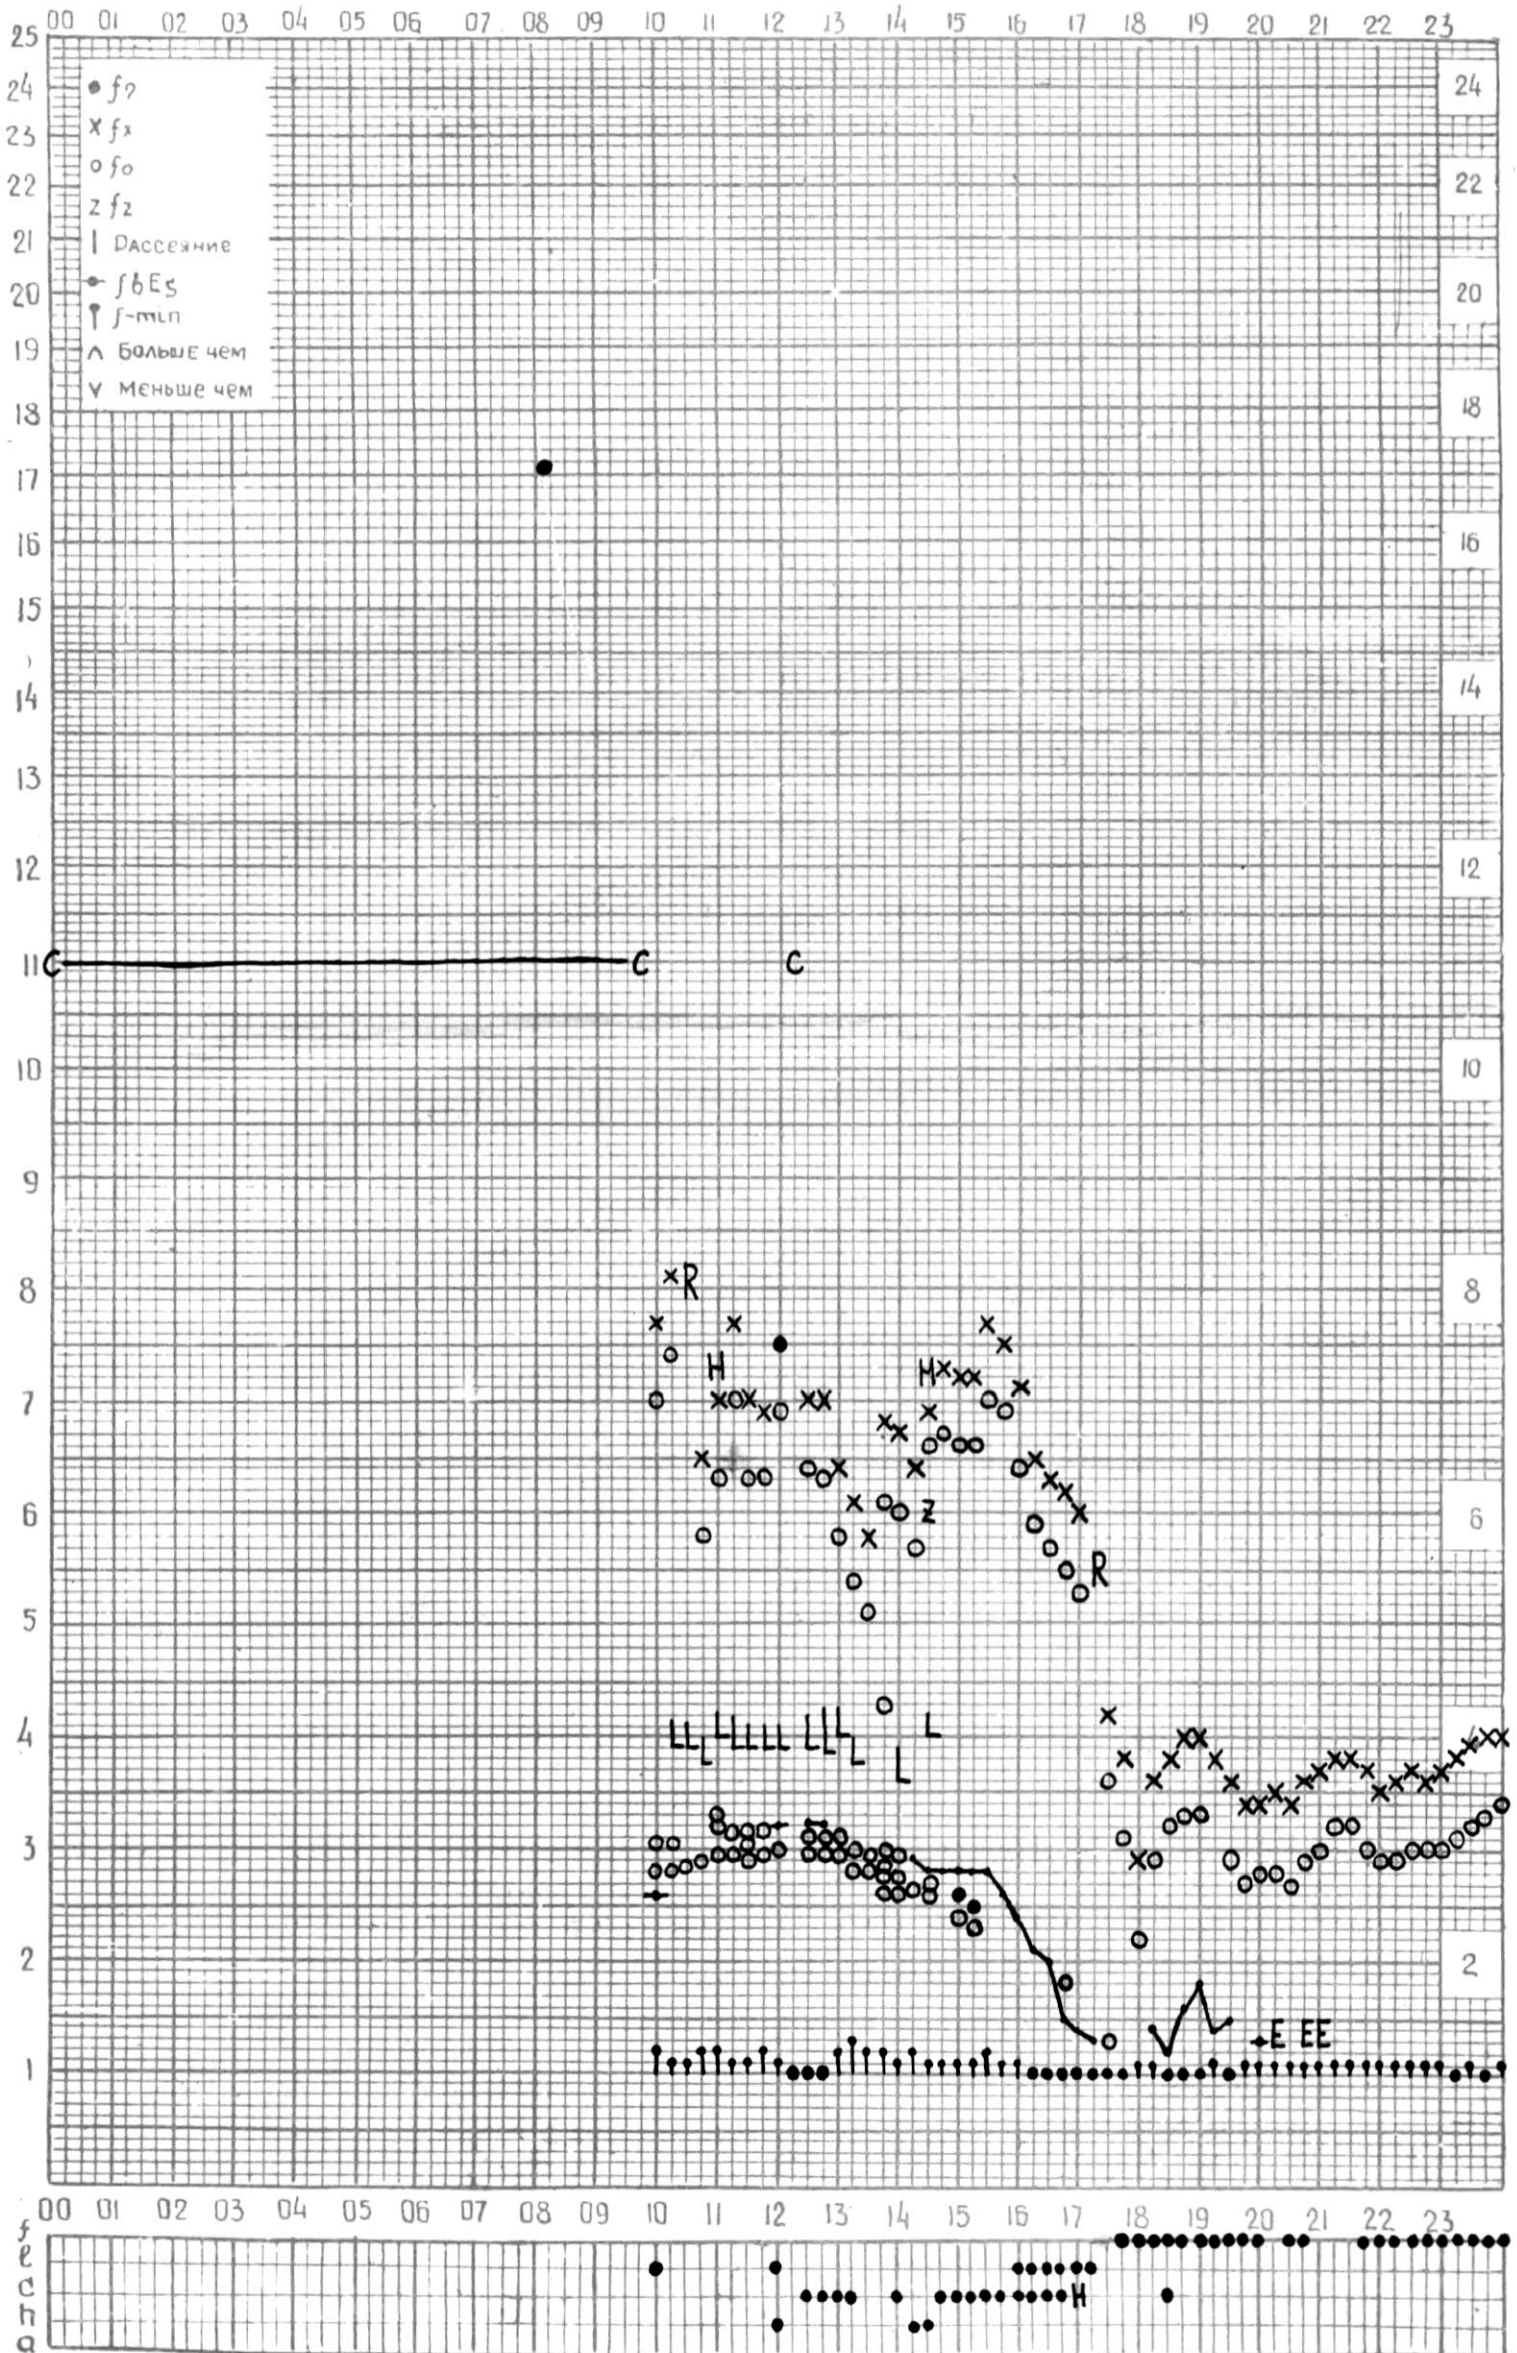 00 01 02 03 04 05 06 07 08 09 10 11 12 13 14 15 16 17 18 19 20 21 22 23
25
24 • f? 24
23 x fx
o fo
22 z fz 22
21 | Рассеяние
20 fbEs 20
f-min
19 ʌ Больше чем
v Меньше чем
18 18
17
16 16
15
14 14
13
12 12
11 C C C
10 10
9
8 R 8
H H
7
6 Z 6
R
5
4 L L L L L L L L L L L L L L 4
3
2 2
E E E
1
00 01 02 03 04 05 06 07 08 09 10 11 12 13 14 15 16 17 18 19 20 21 22 23
f
l
c H
h
a